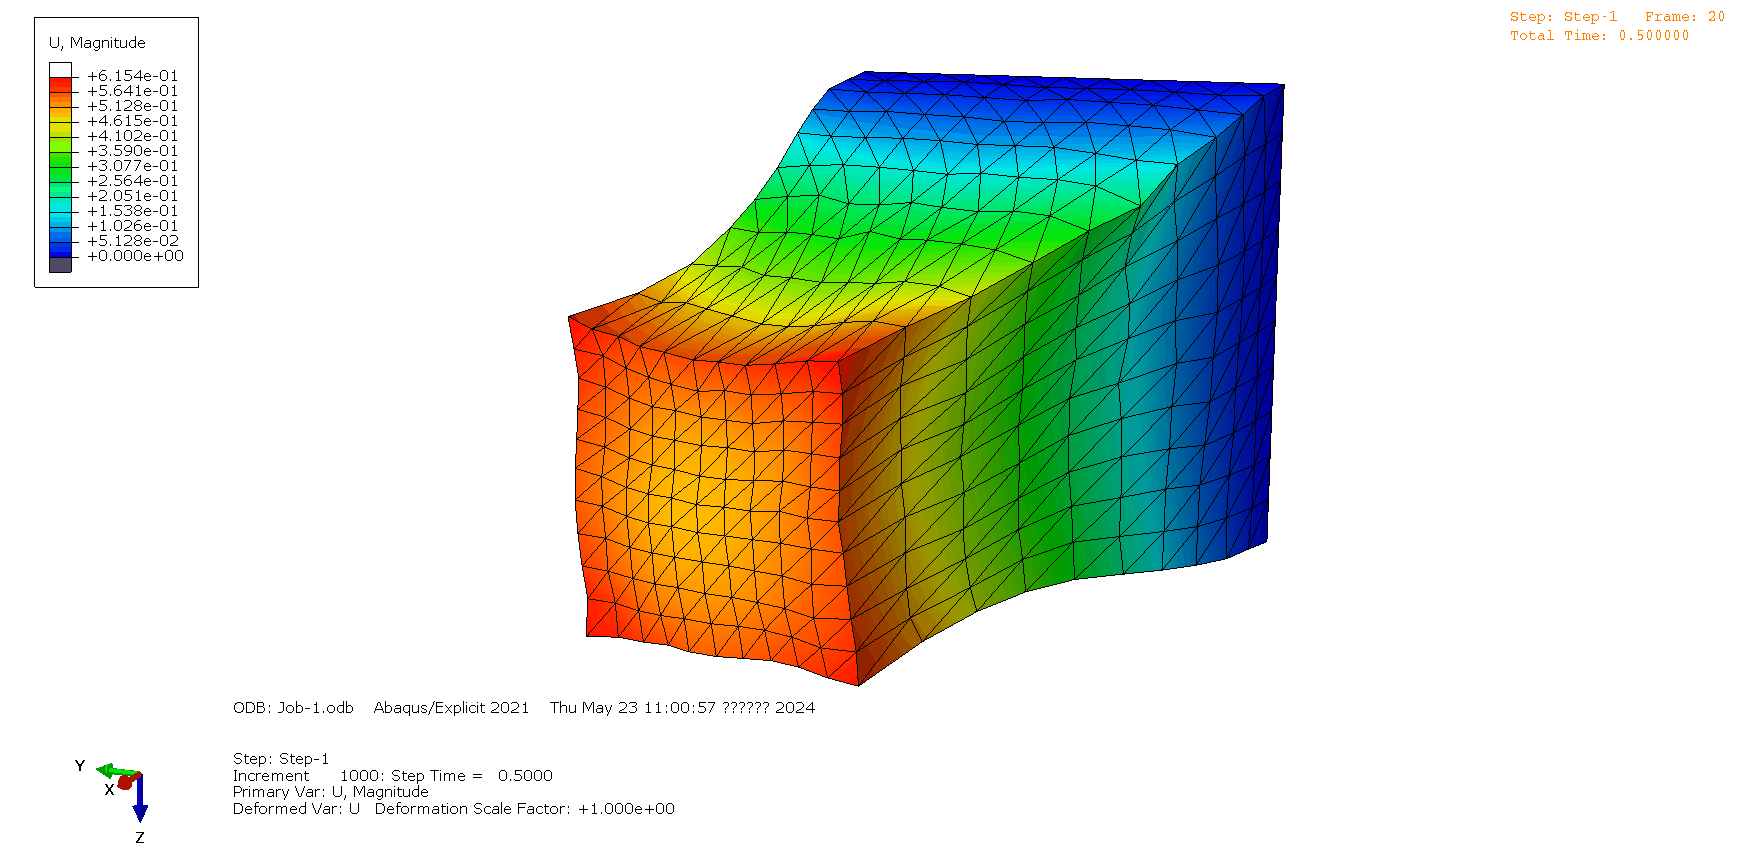 U, Magnitude
+6.154e-01
+5.641e-01
+5.128e-01
+4.615e-01
+4.102e-01
+3.590e-01
+3.077e-01
+2.564e-01
+2.051e-01
+1.538e-01
+1.026e-01
+5.128e-02
+0.000e+00
Step: Step-1 Frame: 20
Total Time: 0.500000
ODB: Job-1.odb Abaqus/Explicit 2021 Thu May 23 11:00:57 ?????? 2024
Step: Step-1
Increment 1000: Step Time = 0.5000
Primary Var: U, Magnitude
Deformed Var: U Deformation Scale Factor: +1.000e+00
Y
X
Z